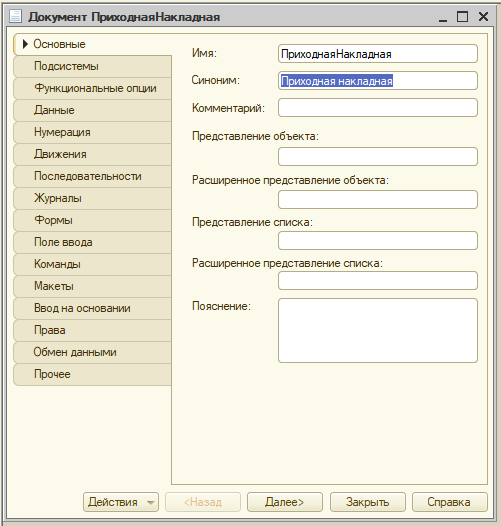 Документ ПриходнаяНакладная
Основные
Подсистемы
Функциональные опции
Данные
Нумерация
Движения
Последовательности
Журналы
Формы
Поле ввода
Команды
Макеты
Ввод на основании
Права
Обмен данными
Прочее
Имя: ПриходнаяНакладная
Синоним: Приходная накладная
Комментарий:
Представление объекта:
Расширенное представление объекта:
Представление списка:
Расширенное представление списка:
Пояснение:
Действия <Назад Далее> Закрыть Справка